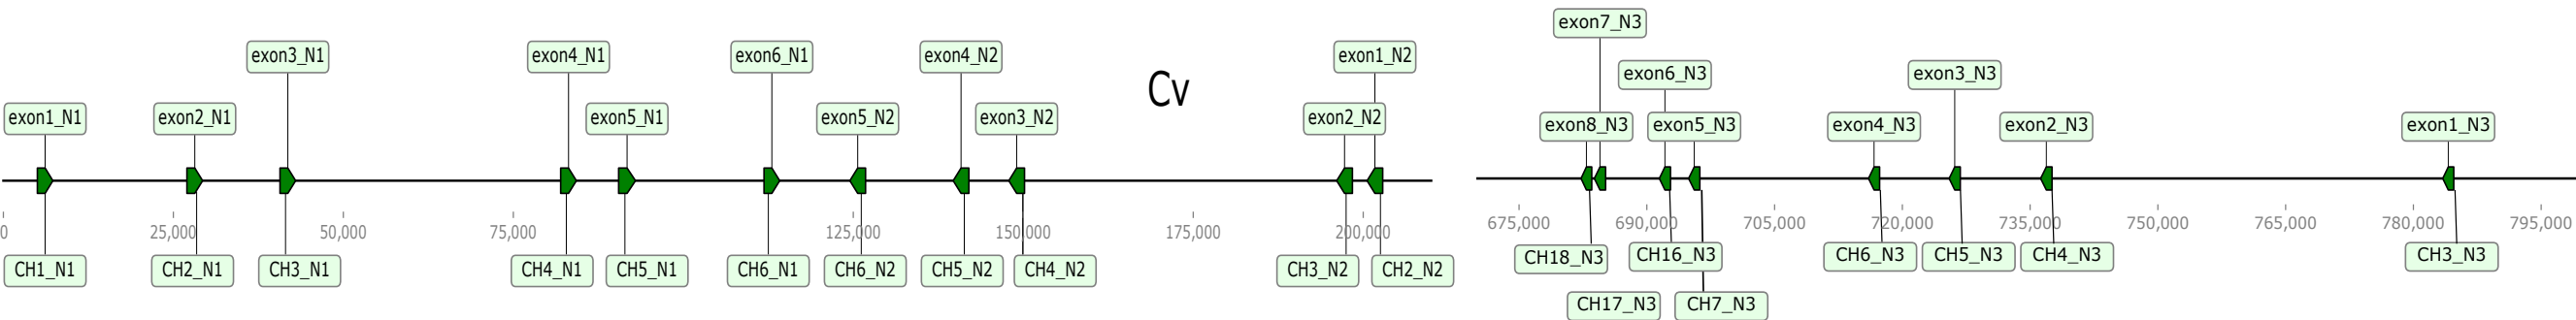 exon7_N3
exon3_N1
exon4_N1
exon6_N1
exon4_N2
exon1_N2
exon6_N3
exon3_N3
Cv
exon1_N1
exon2_N1
exon5_N1
exon5_N2
exon3_N2
exon2_N2
exon8_N3
exon5_N3
exon4_N3
exon2_N3
exon1_N3
0
25,000
50,000
75,000
125,000
150,000
175,000
200,000
675,000
690,000
705,000
720,000
735,000
750,000
765,000
780,000
795,000
CH1_N1
CH2_N1
CH3_N1
CH4_N1
CH5_N1
CH6_N1
CH6_N2
CH5_N2
CH4_N2
CH3_N2
CH2_N2
CH18_N3
CH16_N3
CH6_N3
CH5_N3
CH4_N3
CH3_N3
CH17_N3
CH7_N3